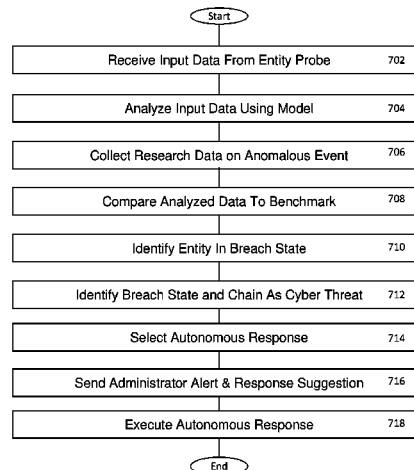 Start
Receive Input Data From Entity Probe 702
Analyze Input Data Using Model 704
Collect Research Data on Anomalous Event 706
Compare Analyzed Data To Benchmark 708
Identify Entity In Breach State 710
Identify Breach State and Chain As Cyber Threat 712
Select Autonomous Response 714
Send Administrator Alert & Response Suggestion 716
Execute Autonomous Response 718
End